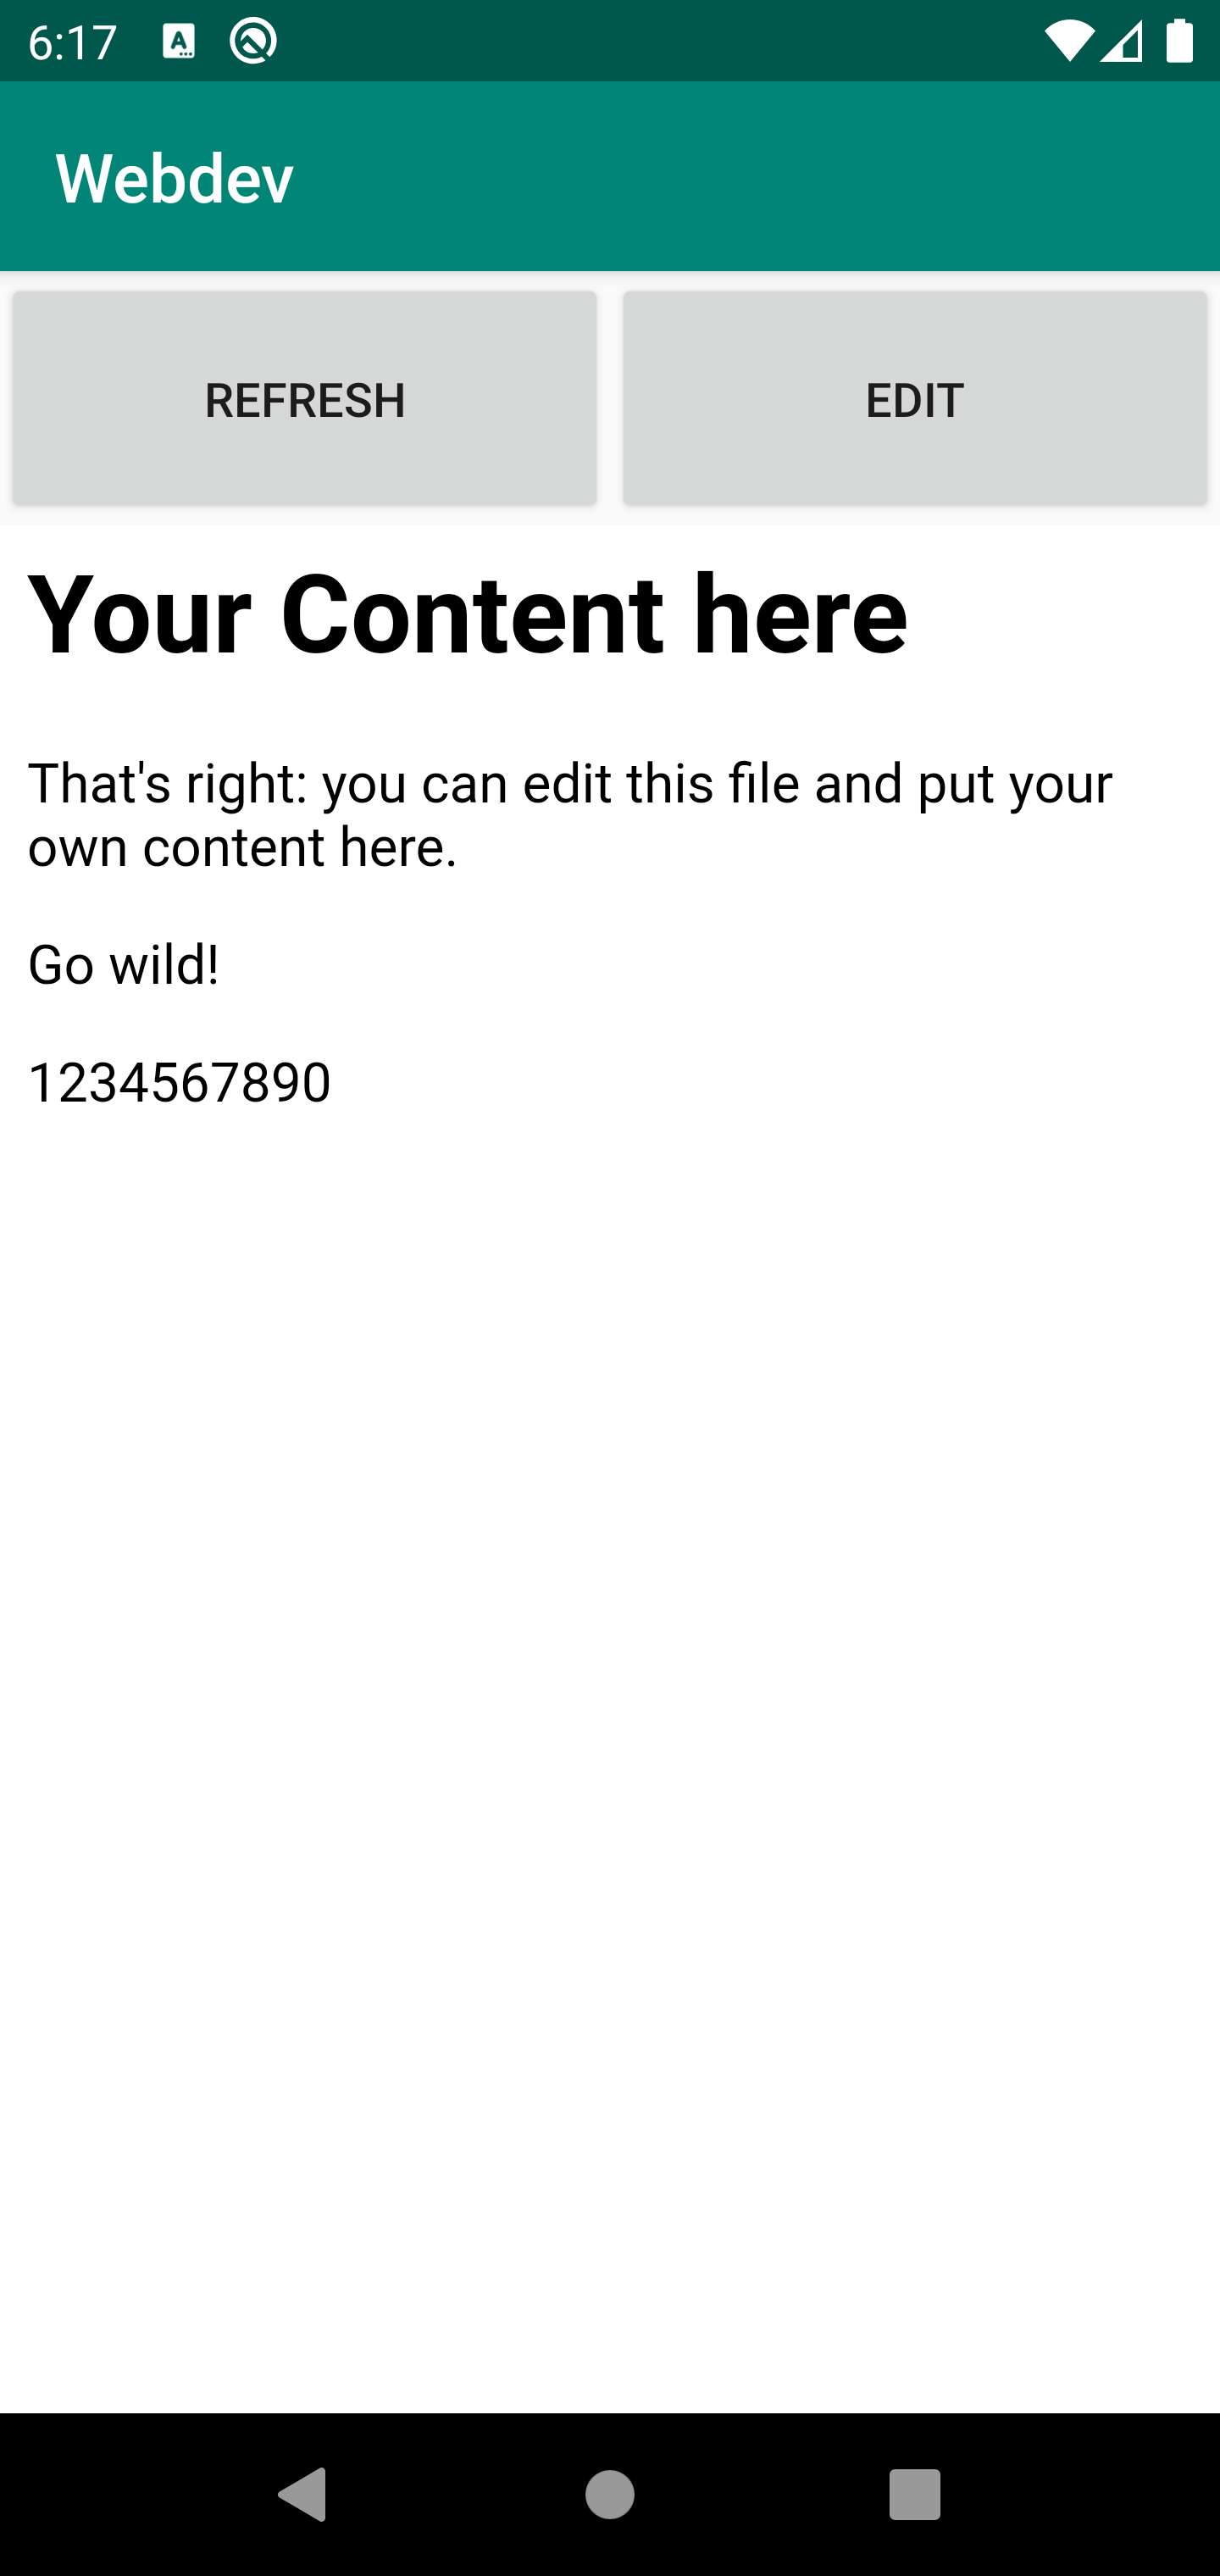 6:17
Webdev
REFRESH
EDIT
Your Content here
That's right: you can edit this file and put your
own content here.
Go wild!
1234567890